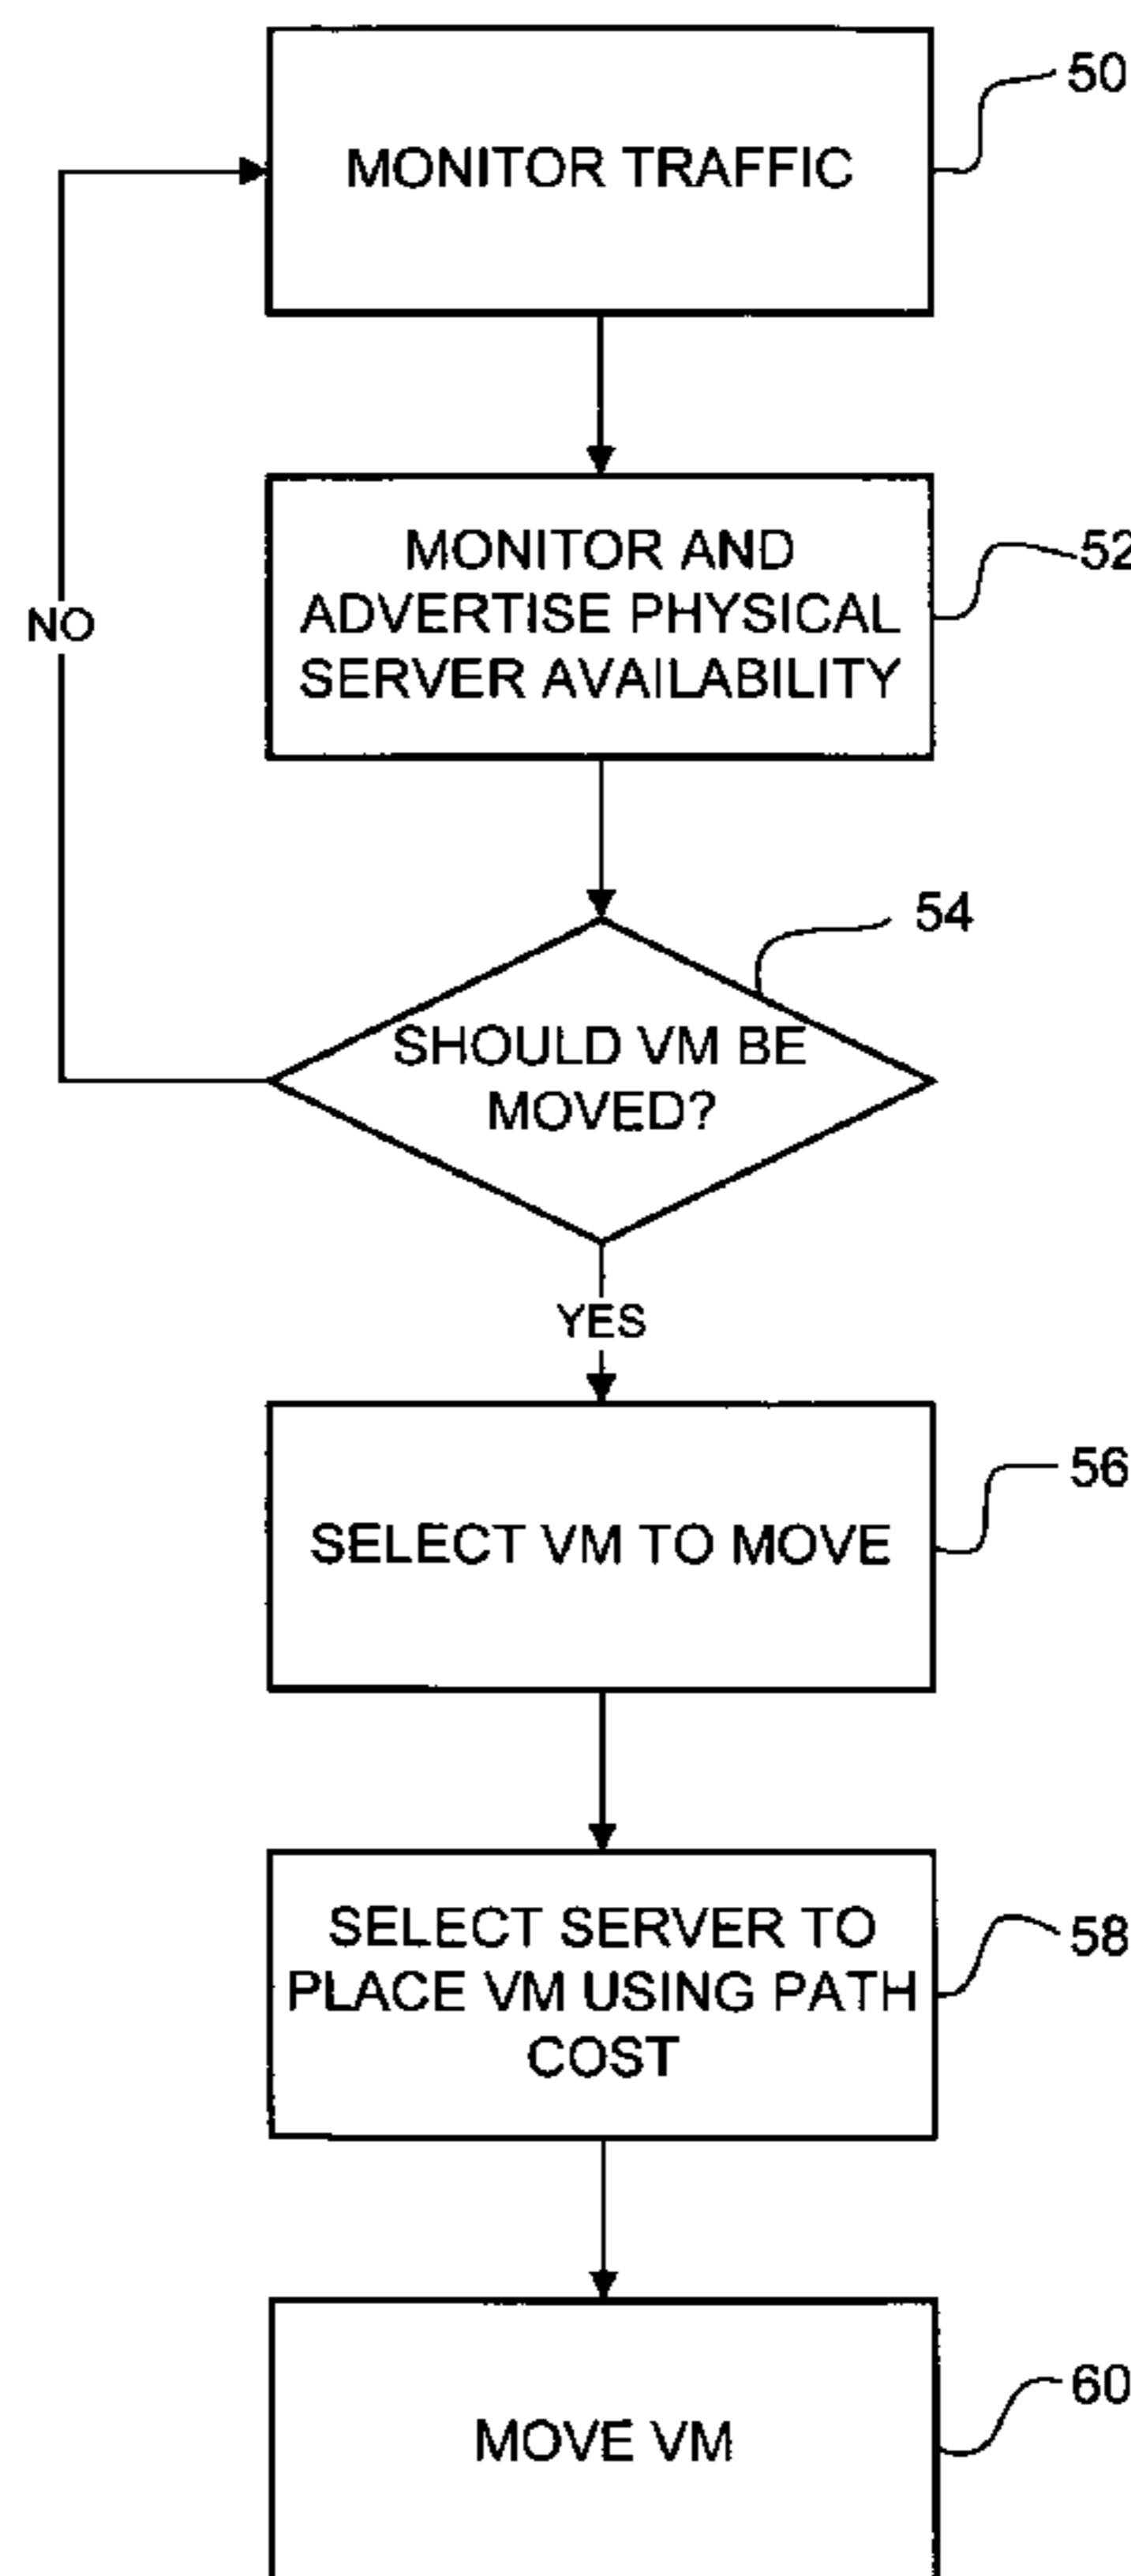 50
MONITOR TRAFFIC
52
MONITOR AND
ADVERTISE PHYSICAL
SERVER AVAILABILITY
NO
54
SHOULD VM BE
MOVED?
YES
56
SELECT VM TO MOVE
58
SELECT SERVER TO
PLACE VM USING PATH
COST
60
MOVE VM